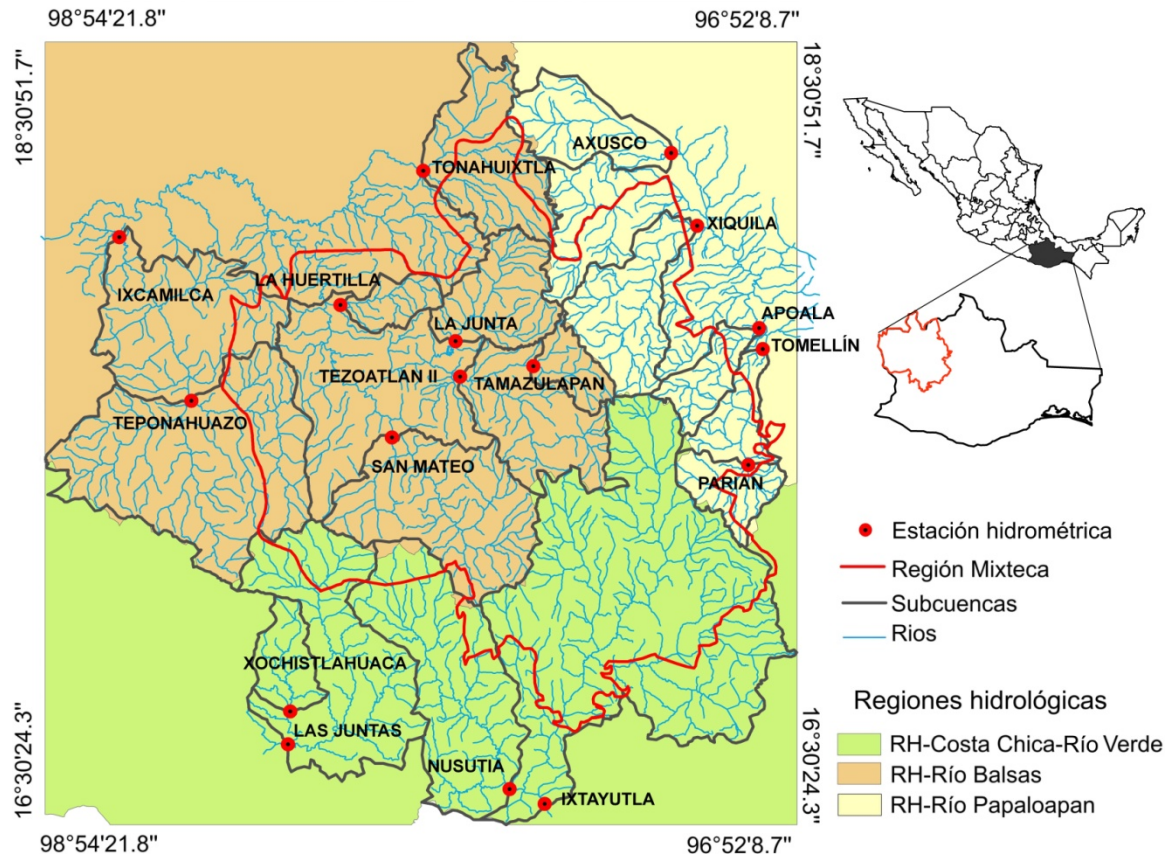 98°54'21.8"
96°52'8.7"
18°30'51.7"
18°30'51.7"
AXUSCO
TONAHUIXTLA
XIQUILA
LA HUERTILLA
IXCAMILCA
APOALA
LA JUNTA
TOMELLÍN
TEZOATLAN II
TAMAZULAPAN
TEPONAHUAZO
SAN MATEO
PARIAN
XOCHISTLAHUACA
LAS JUNTAS
NUSUTIA
IXTAYUTLA
16°30'24.3"
16°30'24.3"
98°54'21.8"
96°52'8.7"
Estación hidrométrica
Región Mixteca
Subcuencas
Rios
Regiones hidrológicas
RH-Costa Chica-Río Verde
RH-Río Balsas
RH-Río Papaloapan